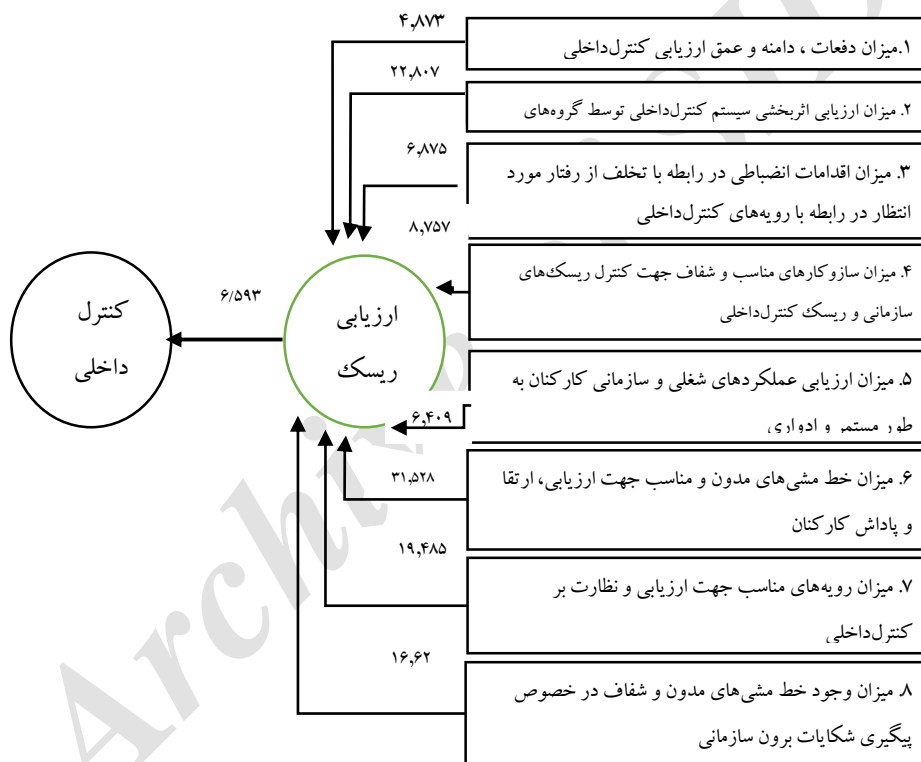 ۴,۸۷۳
۱.میزان دفعات ، دامنه و عمق ارزیابی کنترل‌داخلی
۲۲,۸۰۷
۲. میزان ارزیابی اثربخشی سیستم کنترل‌داخلی توسط گروه‌های
۶,۸۷۵
۳. میزان اقدامات انضباطی در رابطه با تخلف از رفتار مورد
انتظار در رابطه با رویه‌های کنترل‌داخلی
۸,۷۵۷
۴. میزان سازوکارهای مناسب و شفاف جهت کنترل ریسک‌های
سازمانی و ریسک کنترل‌داخلی
۶/۵۹۳
کنترل
داخلی
ارزیابی
ریسک
۵. میزان ارزیابی عملکردهای شغلی و سازمانی کارکنان به
طور مستمر و ادواری
۶,۴۰۹
۶. میزان خط مشی‌های مدون و مناسب جهت ارزیابی، ارتقا
و پاداش کارکنان
۳۱,۵۲۸
۱۹,۴۸۵
۷. میزان رویه‌های مناسب جهت ارزیابی و نظارت بر
کنترل‌داخلی
۱۶,۶۲
۸. میزان وجود خط مشی‌های مدون و شفاف در خصوص
پیگیری شکایات برون سازمانی